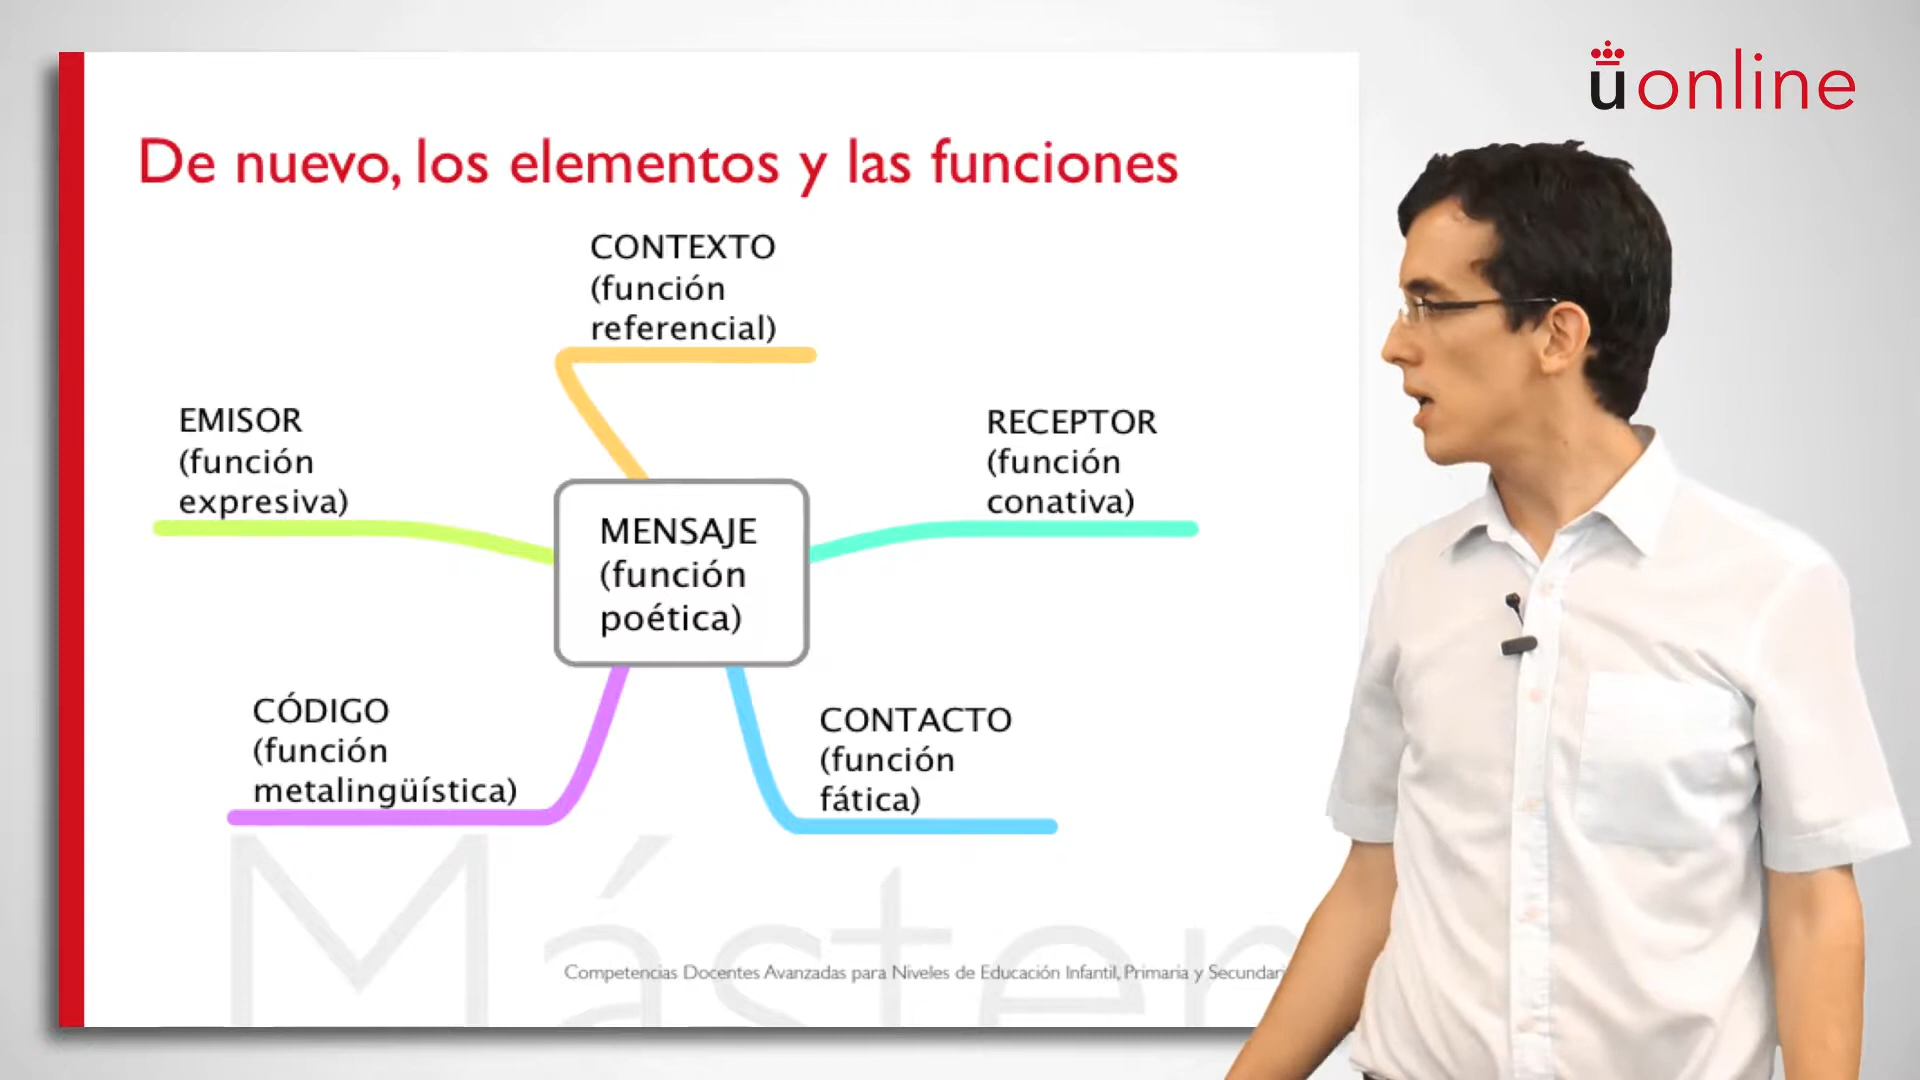 üonline
De nuevo, los elementos y las funciones
CONTEXTO
(función
referencial)
EMISOR
(función
expresiva)
RECEPTOR
(función
conativa)
MENSAJE
(función
poética)
CÓDIGO
(función
metalingüística)
CONTACTO
(función
fática)
Máster
Competencias Docentes Avanzadas para Niveles de Educación Infantil, Primaria y Secundari